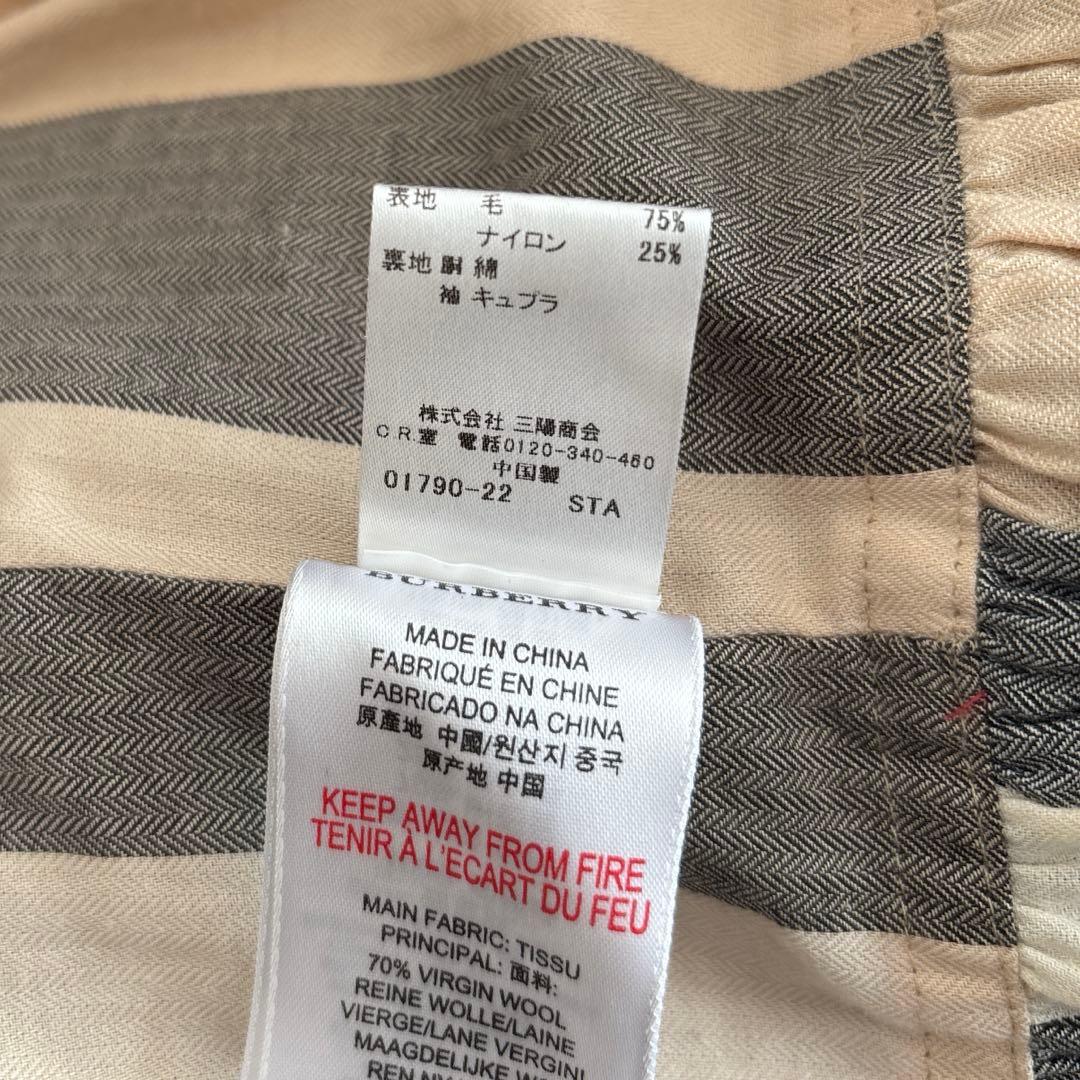 表地 毛 75%
ナイロン 25%
裏地 胴 綿
袖 キュプラ
株式会社 三陽商会
C.R.室 電話0120-340-460
中国製
01790-22 STA
BURBERRY
MADE IN CHINA
FABRIQUÉ EN CHINE
FABRICADO NA CHINA
原產地 中國/원산지 중국
原产地 中国
KEEP AWAY FROM FIRE
TENIR À L'ECART DU FEU
MAIN FABRIC: TISSU
PRINCIPAL: 面料:
70% VIRGIN WOOL
REINE WOLLE/LAINE
VIERGE/LANE VERGINI
MAAGDELIJKE
REN